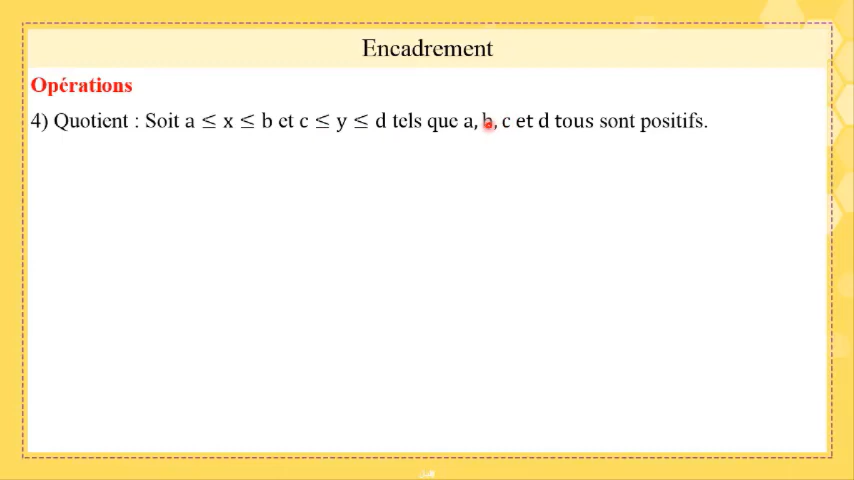 Encadrement
Opérations
4) Quotient : Soit a ≤ x ≤ b et c ≤ y ≤ d tels que a, b, c et d tous sont positifs.